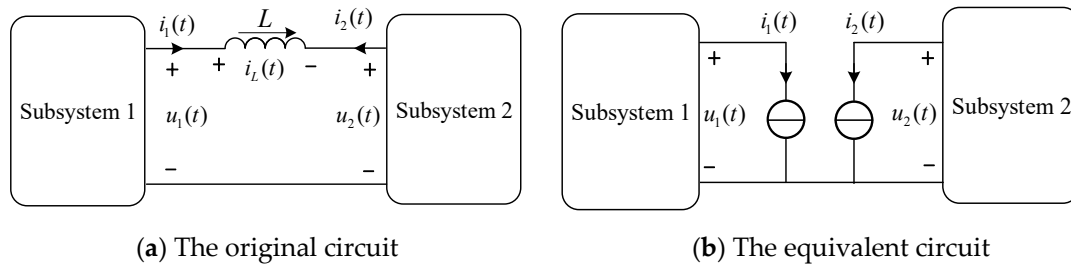 i₁(t) L i₂(t)
+ + i_L(t) − +
Subsystem 1 u₁(t) u₂(t) Subsystem 2
− −
(a) The original circuit
i₁(t) i₂(t)
+ +
Subsystem 1 u₁(t) u₂(t) Subsystem 2
− −
(b) The equivalent circuit